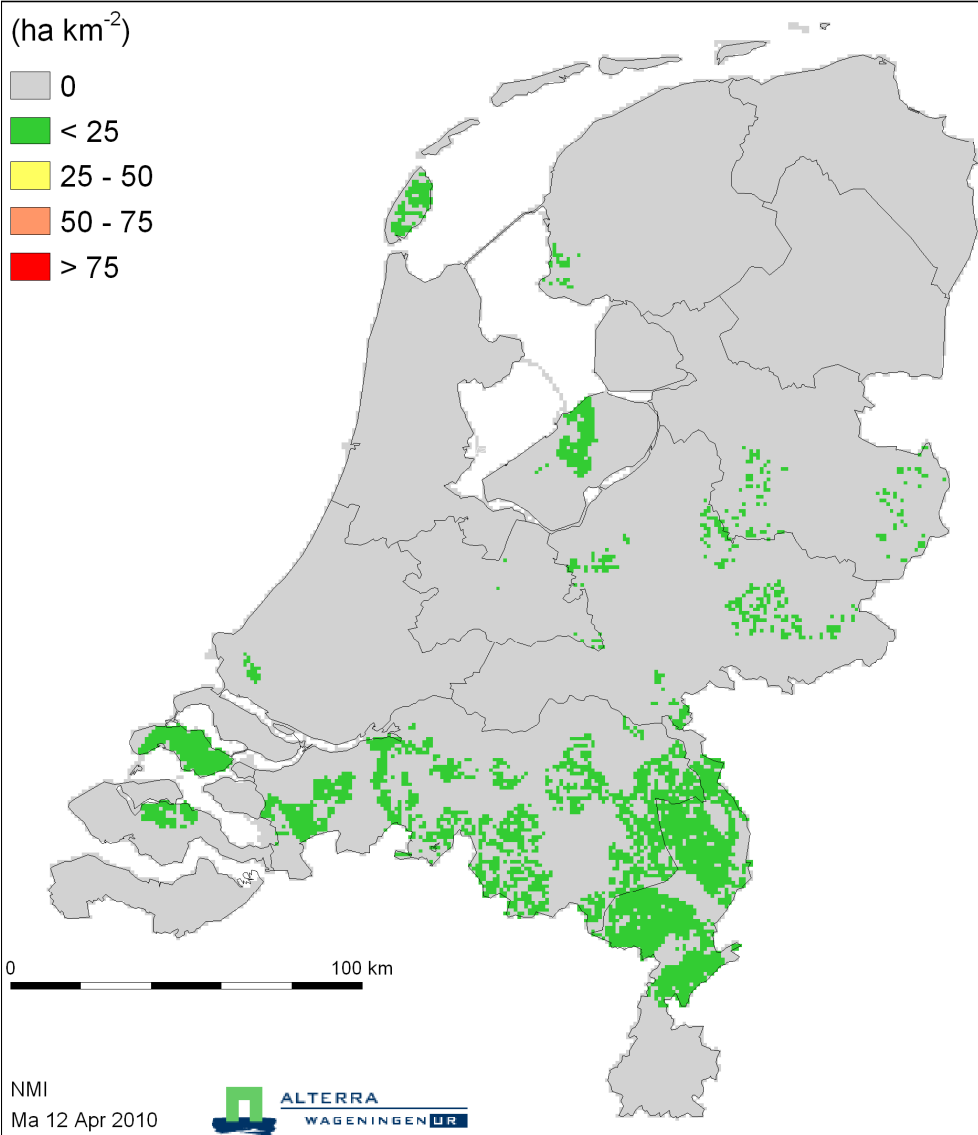 (ha km-2)
0
< 25
25 - 50
50 - 75
> 75
0 100 km
NMI
Ma 12 Apr 2010
ALTERRA
WAGENINGEN UR